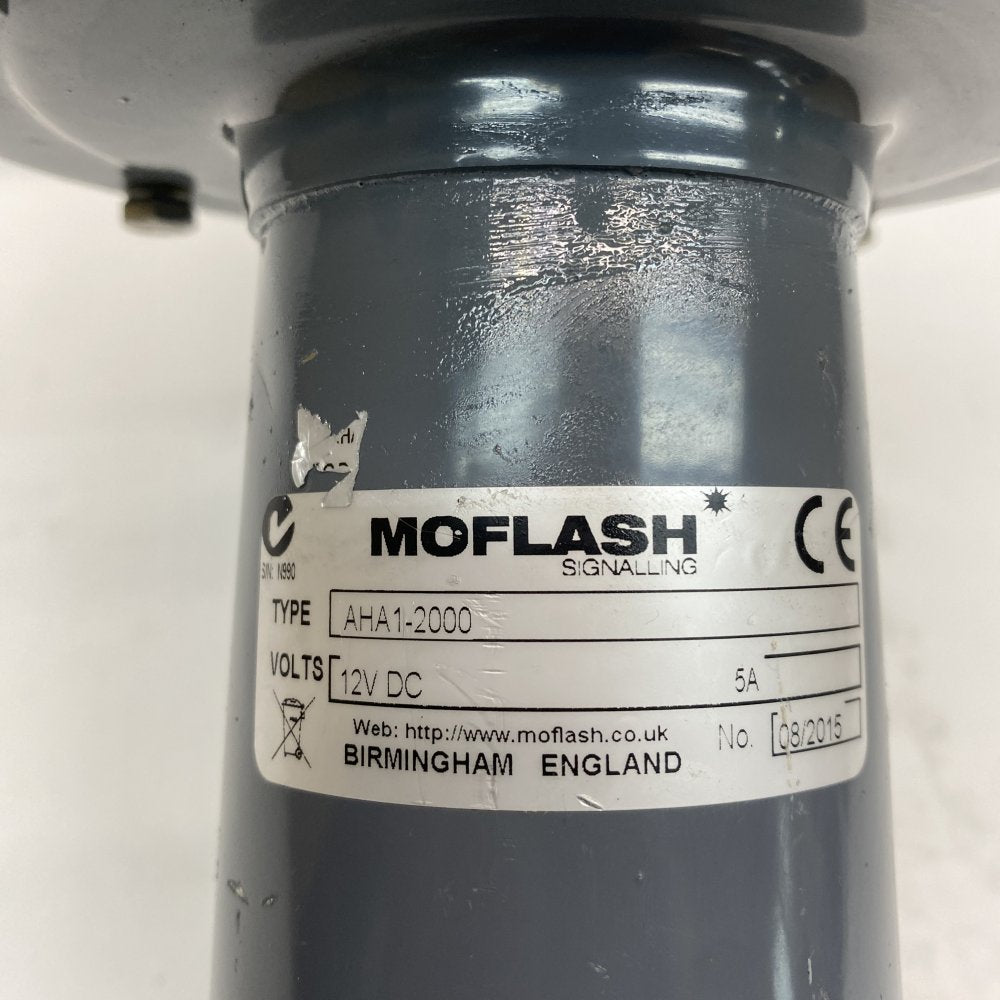 MOFLASH
SIGNALLING
CE
S/N: N990
TYPE AHA1-2000
VOLTS 12V DC 5A
Web: http://www.moflash.co.uk
No. 08/2015
BIRMINGHAM ENGLAND